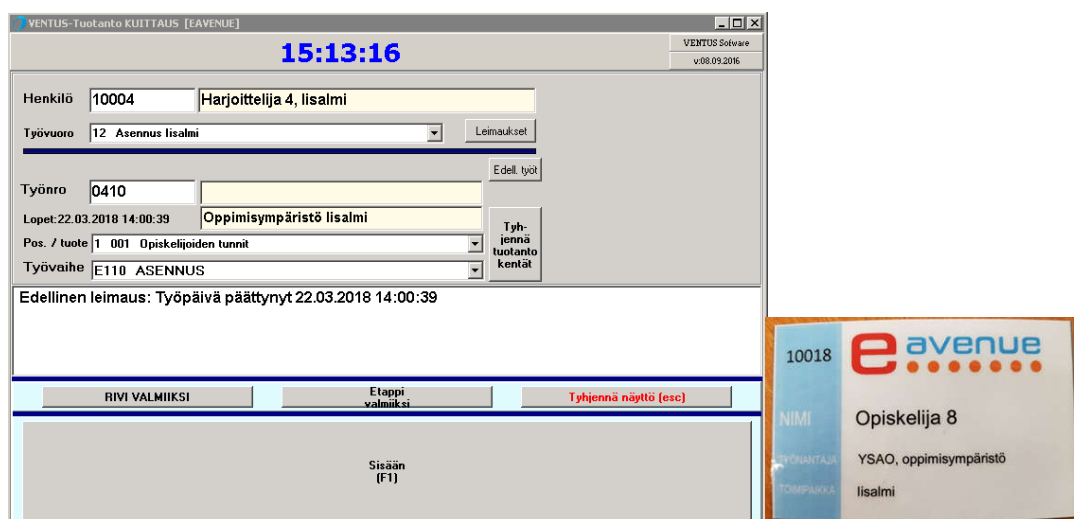 VENTUS-Tuotanto KUITTAUS [EAVENUE]
15:13:16
VENTUS Sofware
v:08.09.2016
Henkilö 10004 Harjoittelija 4, Iisalmi
Työvuoro 12 Asennus Iisalmi Leimaukset
Edell. työt
Työnro 0410
Lopet:22.03.2018 14:00:39 Oppimisympäristö Iisalmi
Pos. / tuote 1 001 Opiskelijoiden tunnit
Työvaihe E110 ASENNUS
Tyh-
jennä
tuotanto
kentät
Edellinen leimaus: Työpäivä päättynyt 22.03.2018 14:00:39
RIVI VALMIIKSI
Etappi
valmiiksi
Tyhjennä näyttö (esc)
Sisään
(F1)
10018
e avenue
NIMI Opiskelija 8
TYÖNANTAJA YSAO, oppimisympäristö
TOIMIPAIKKA Iisalmi